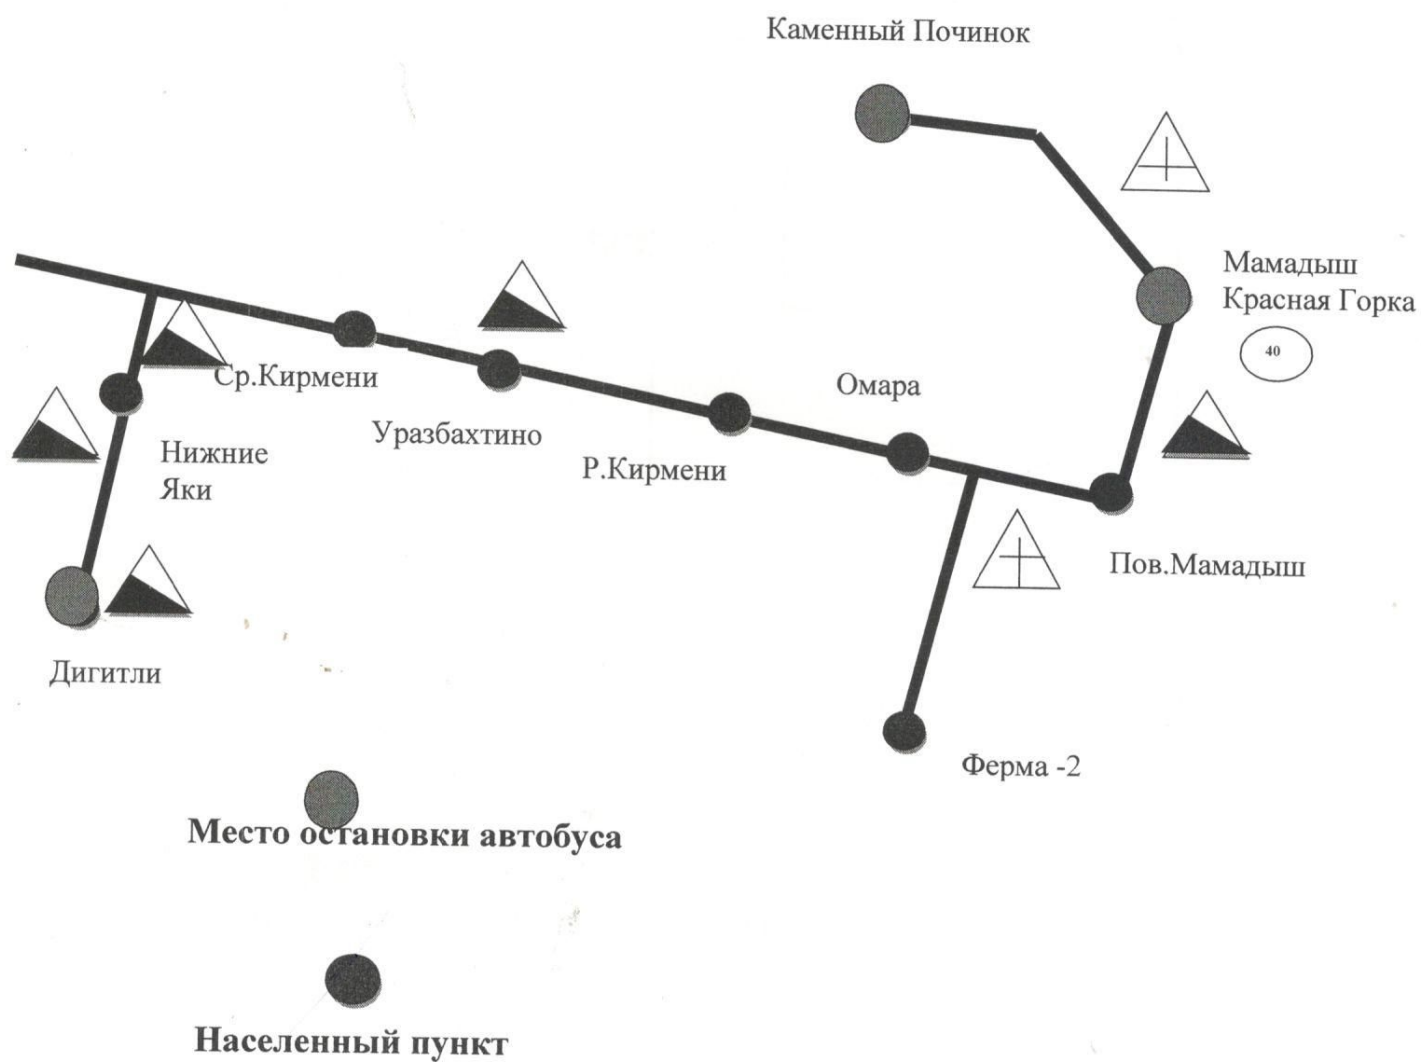 Каменный Починок
Мамадыш
Красная Горка
40
Ср.Кирмени
Омара
Уразбахтино
Р.Кирмени
Нижние
Яки
Пов.Мамадыш
Дигитли
Ферма -2
Место остановки автобуса
Населенный пункт